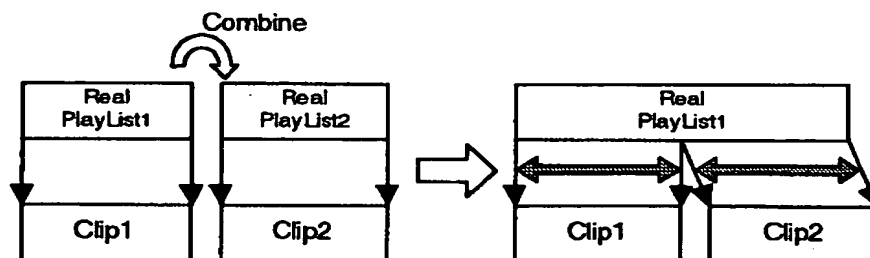 Combine
Real
PlayList1
Real
PlayList2
Real
PlayList1
Clip1
Clip2
Clip1
Clip2